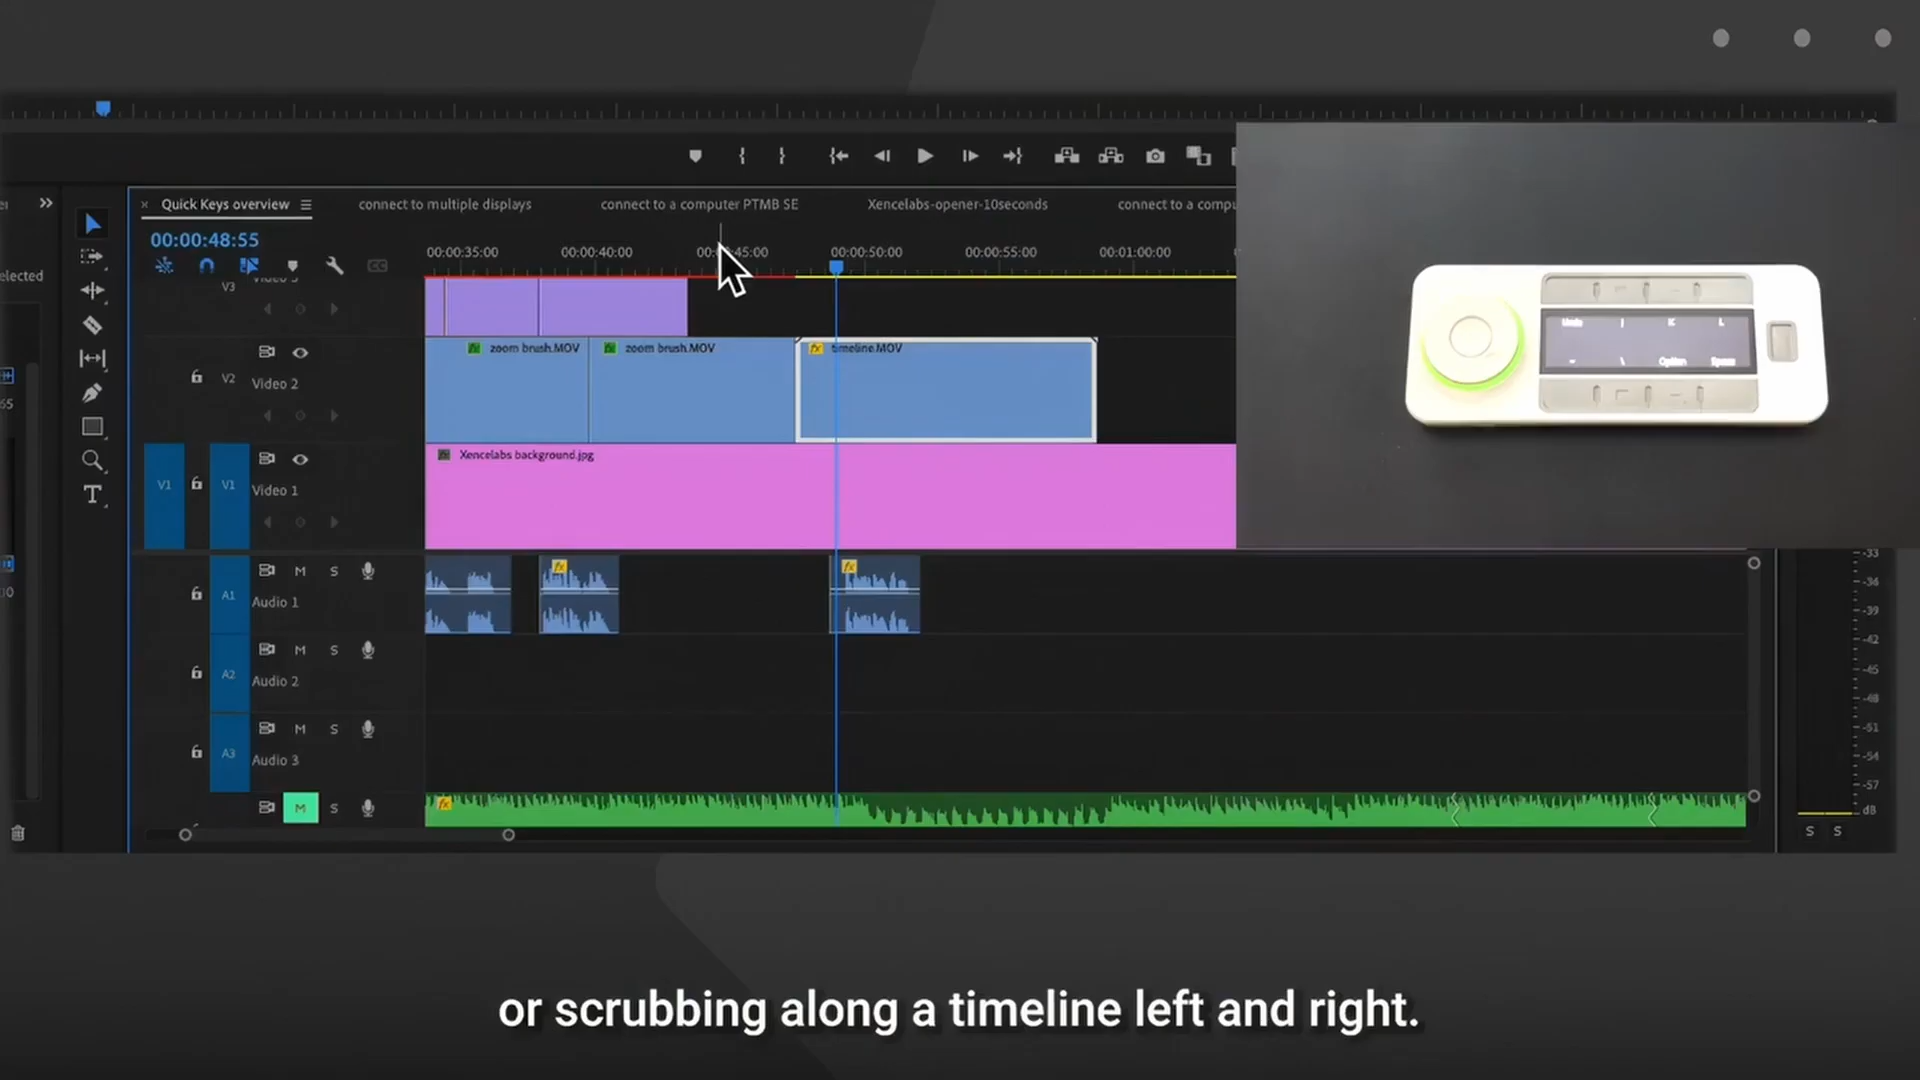 Quick Keys overview
connect to multiple displays
connect to a computer PTMB SE
Xencelabs-opener-10seconds
connect to a compu
00:00:48:55
00:00:35:00
00:00:40:00
00:00:45:00
00:00:50:00
00:00:55:00
00:01:00:00
elected
V3
zoom brush.MOV
zoom brush.MOV
timeline.MOV
V2
Video 2
Xencelabs background.jpg
V1
V1
Video 1
M S
A1
Audio 1
M S
A2
Audio 2
M S
A3
Audio 3
M S
-33
-36
-39
-42
-45
-48
-51
-54
-57
dB
S S
Undo
Option
Space
or scrubbing along a timeline left and right.